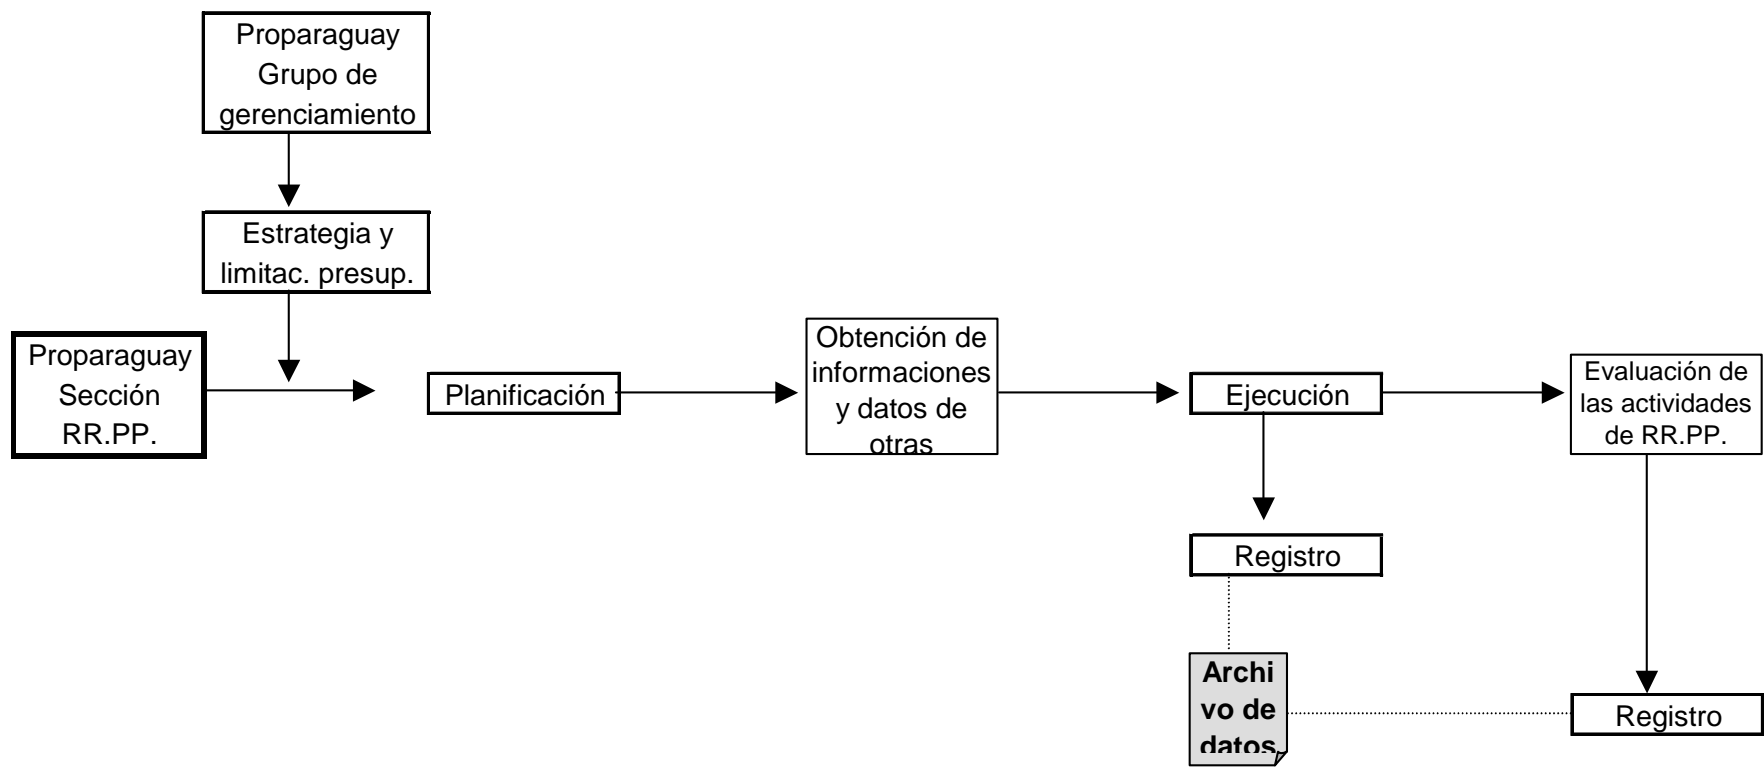 Proparaguay
Grupo de
gerenciamiento
Estrategia y
limitac. presup.
Proparaguay
Sección
RR.PP.
Planificación
Obtención de
informaciones
y datos de
otras
Ejecución
Evaluación de
las actividades
de RR.PP.
Registro
Archi
vo de
datos
Registro